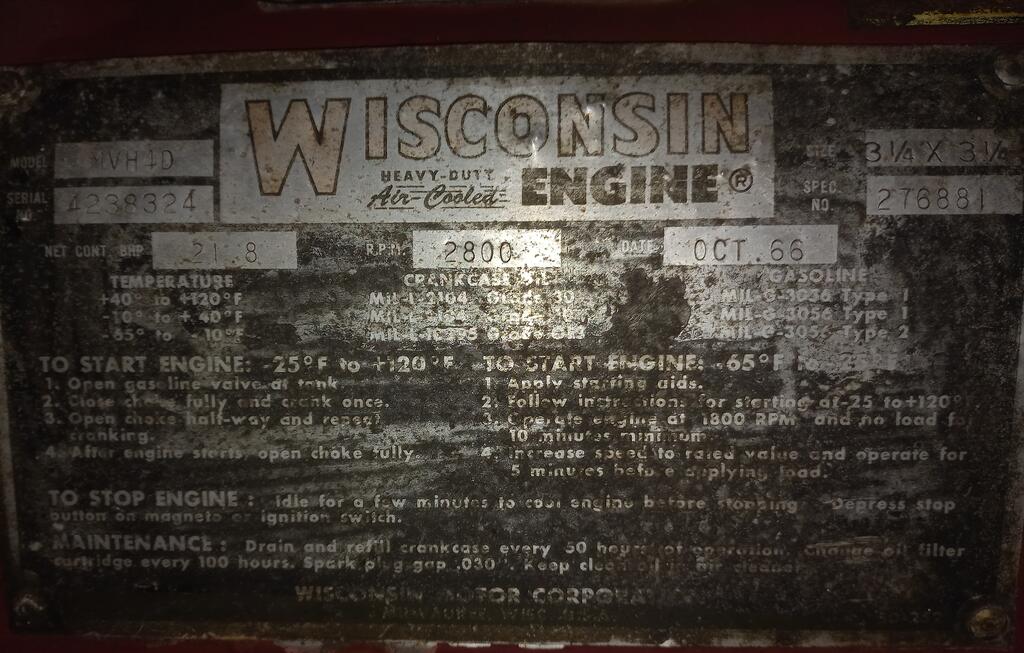 WISCONSIN
HEAVY-DUTY
Air-Cooled ENGINE®
MODEL MVH4D
SIZE 3¼ X 3¼
SERIAL NO. 4238324
SPEC. NO. 276881
NET CONT. BHP 21.8 R.P.M. 2800 DATE OCT.66
TEMPERATURE CRANKCASE OIL GASOLINE
+40° to +120°F MIL-L-2104 Grade 30 MIL-G-3056 Type 1
-10° to +40°F MIL-G-3056 Type 1
-65° to -10°F MIL-G-3056 Type 2
TO START ENGINE: -25°F to +120°F
1. Open gasoline valve at tank
2. Close choke fully and crank once.
3. Open choke half-way and repeat
cranking.
4. After engine starts open choke fully.
TO START ENGINE: -65°F
1. Apply starting aids.
2. Follow instructions for starting at -25 to +120°F
3. Operate engine at 1800 RPM and no load for
10 minutes minimum
4. Increase speed to rated value and operate for
5 minutes before applying load.
TO STOP ENGINE: Idle for a few minutes to cool engine before stopping. Depress stop
button on magneto or ignition switch.
MAINTENANCE: Drain and refill crankcase every 50 hours of operation. Change oil filter
cartridge every 100 hours. Spark plug gap .030". Keep clean oil in air cleaner
WISCONSIN MOTOR CORPORATION